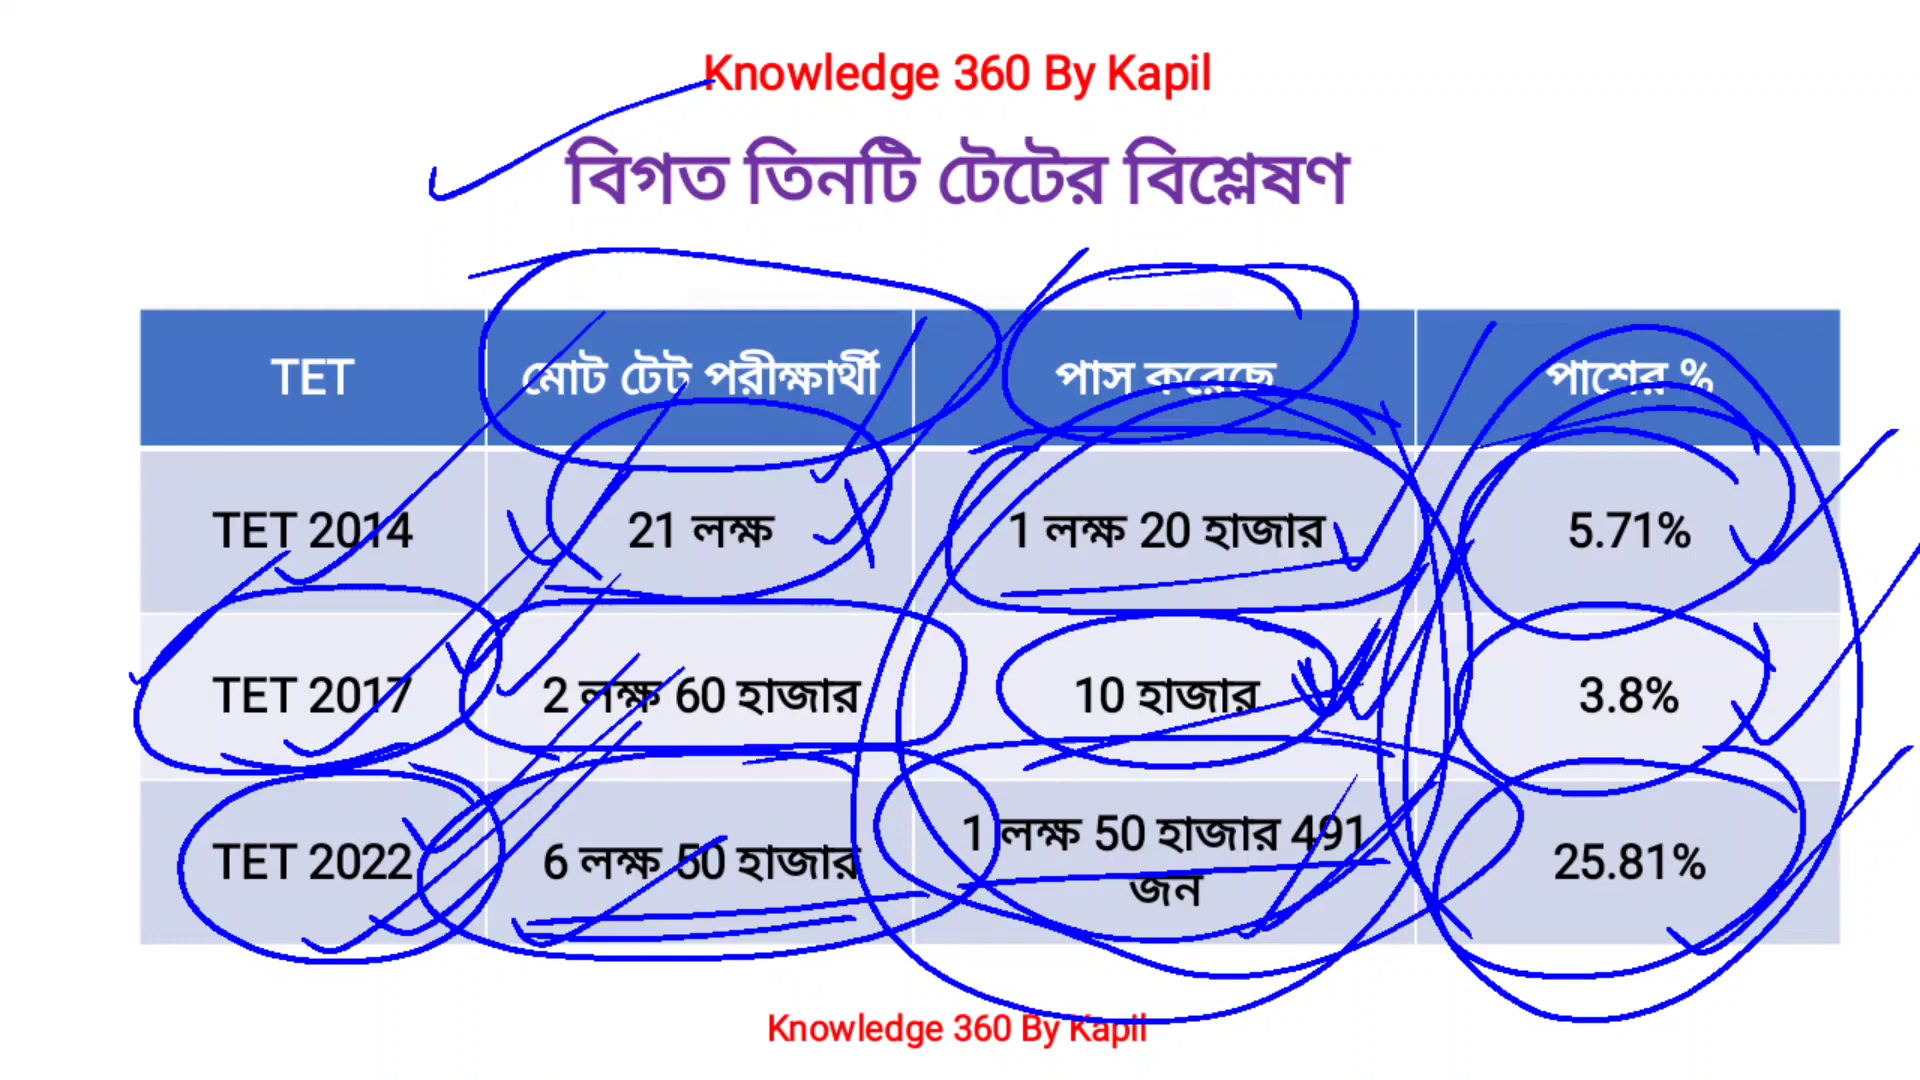 Knowledge 360 By Kapil
বিগত তিনটি টেটের বিশ্লেষণ
TET মোট টেট পরীক্ষার্থী পাস করেছে পাশের %
TET 2014 21 লক্ষ 1 লক্ষ 20 হাজার 5.71%
TET 2017 2 লক্ষ 60 হাজার 10 হাজার 3.8%
TET 2022 6 লক্ষ 50 হাজার 1 লক্ষ 50 হাজার 491 জন 25.81%
Knowledge 360 By Kapil